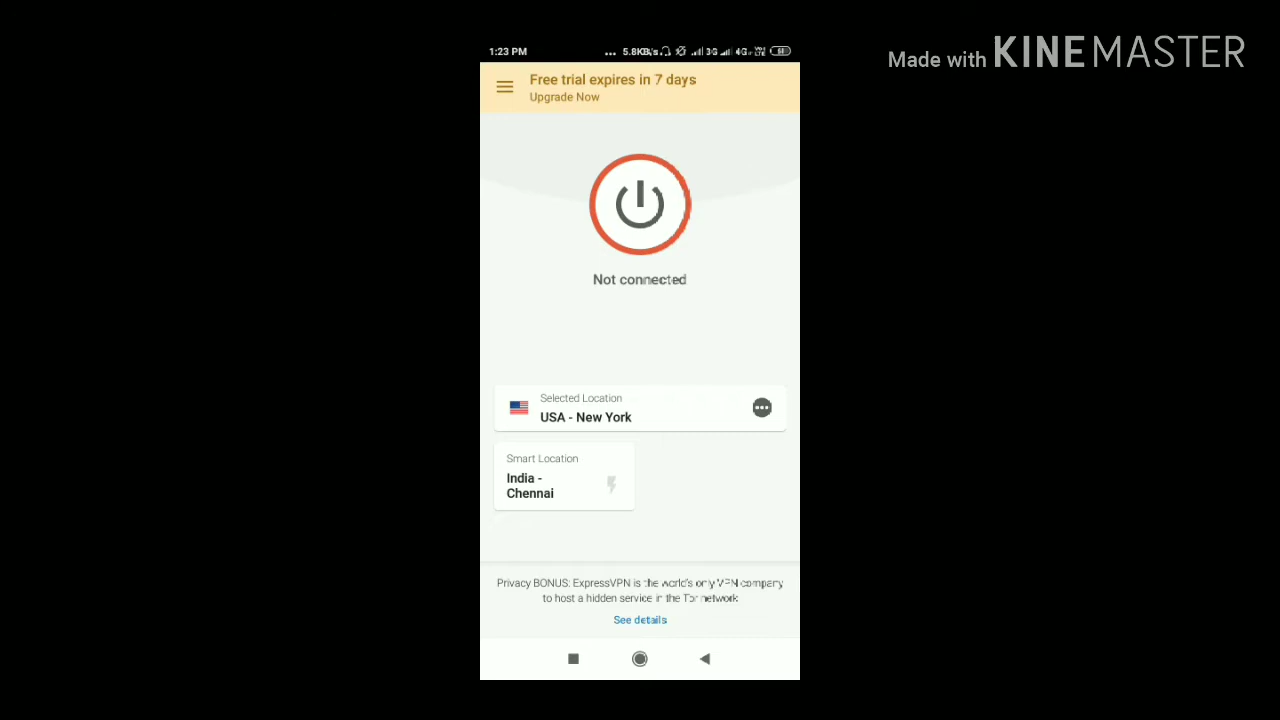 Made with KINEMASTER
1:23 PM ... 5.8KB/s 3G 4G
Free trial expires in 7 days
Upgrade Now
Not connected
Selected Location
USA - New York
Smart Location
India -
Chennai
Privacy BONUS: ExpressVPN is the world's only VPN company
to host a hidden service in the Tor network
See details